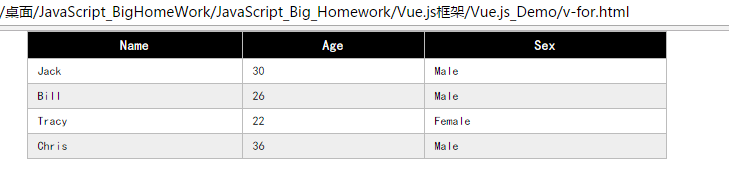 /桌面/JavaScript_BigHomeWork/JavaScript_Big_Homework/Vue.js框架/Vue.js_Demo/v-for.html
Name Age Sex
Jack 30 Male
Bill 26 Male
Tracy 22 Female
Chris 36 Male